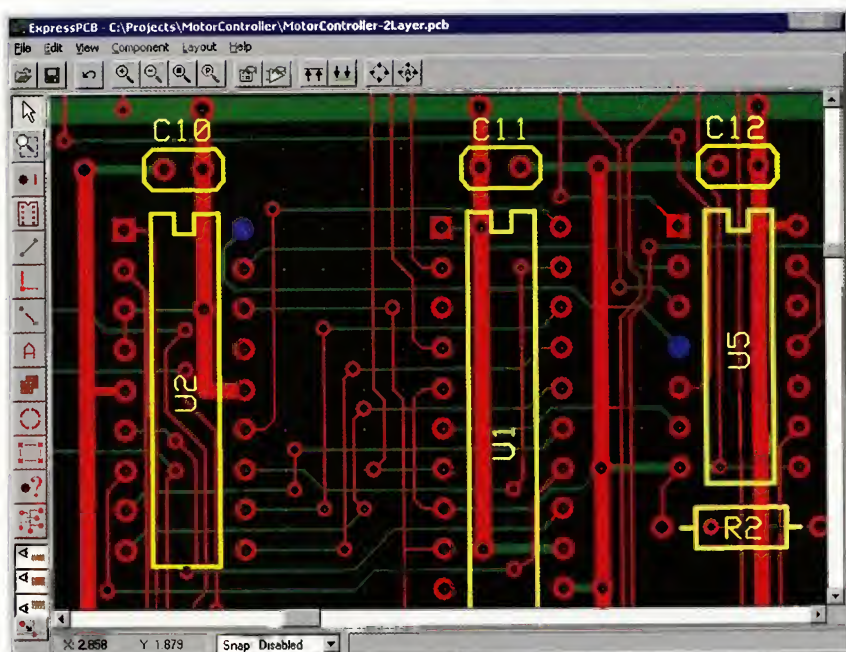 ExpressPCB - C:\Projects\MotorController\MotorController-2Layer.pcb
File Edit View Component Layout Help
C10 C11 C12
U2 U1 U5
R2
X: 2.858 Y 1.879 Snap: Disabled